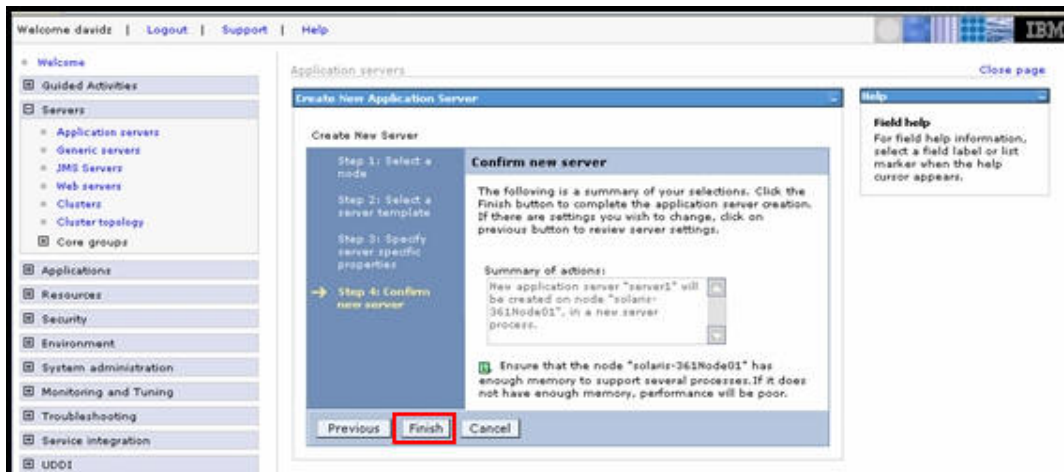 Welcome davidz | Logout | Support | Help
IBM
Welcome
Guided Activities
Servers
Application servers
Generic servers
JMS Servers
Web servers
Clusters
Cluster topology
Core groups
Applications
Resources
Security
Environment
System administration
Monitoring and Tuning
Troubleshooting
Service integration
UDDI
Application servers
Close page
Create New Application Server
Create New Server
Step 1: Select a
node
Step 2: Select a
server template
Step 3: Specify
server specific
properties
Step 4: Confirm
new server
Confirm new server
The following is a summary of your selections. Click the
Finish button to complete the application server creation.
If there are settings you wish to change, click on
previous button to review server settings.
Summary of actions:
New application server "server1" will
be created on node "solaris-
361Node01", in a new server
process.
Ensure that the node "solaris-361Node01" has
enough memory to support several processes.If it does
not have enough memory, performance will be poor.
Previous Finish Cancel
Help
Field help
For field help information,
select a field label or list
marker when the help
cursor appears.